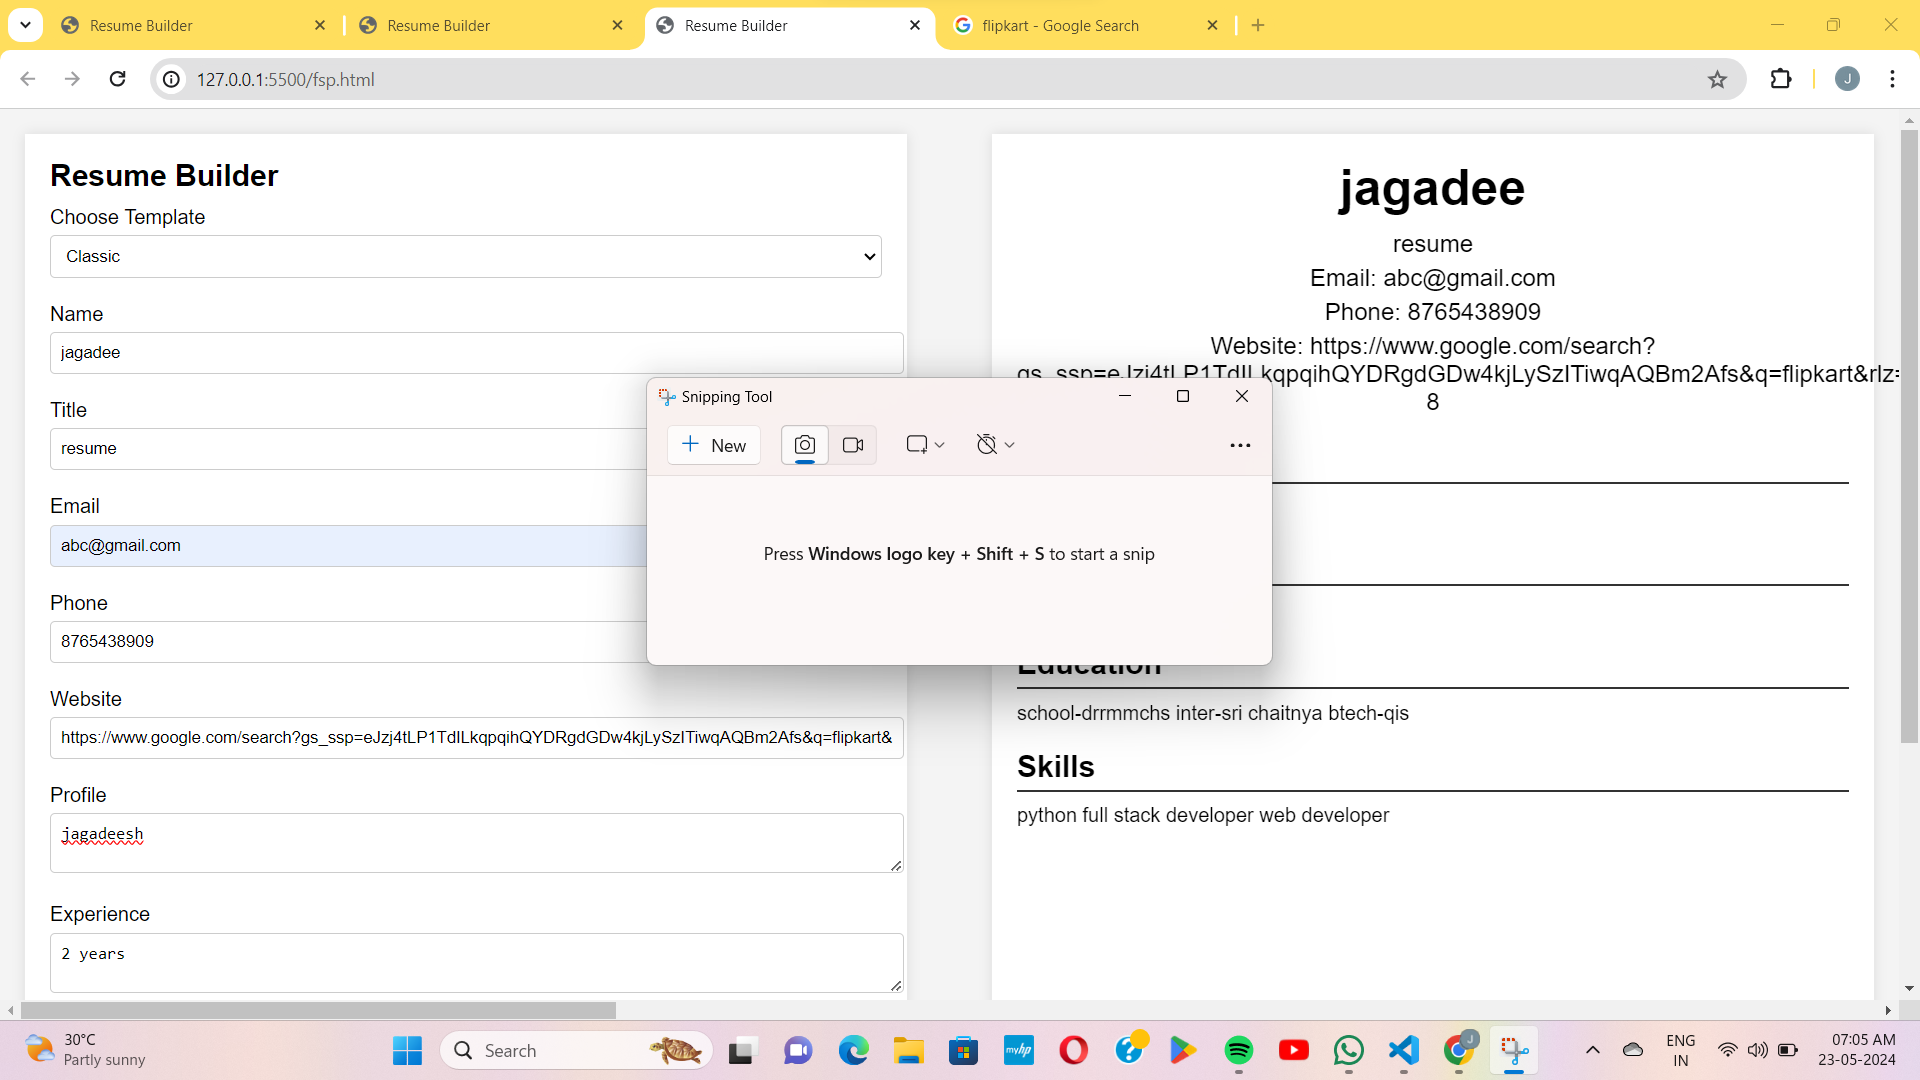 Resume Builder
Resume Builder
Resume Builder
flipkart - Google Search
127.0.0.1:5500/fsp.html
J
Resume Builder
Choose Template
Classic
Name
jagadee
Title
resume
Email
abc@gmail.com
Phone
8765438909
Website
https://www.google.com/search?gs_ssp=eJzj4tLP1TdILkqpqihQYDRgdGDw4kjLySzITiwqAQBm2Afs&q=flipkart&
Profile
jagadeesh
Experience
2 years
jagadee
resume
Email: abc@gmail.com
Phone: 8765438909
Website: https://www.google.com/search?
gs_ssp=eJzj4tLP1TdILkqpqihQYDRgdGDw4kjLySzITiwqAQBm2Afs&q=flipkart&rlz=
8
Education
school-drrmmchs inter-sri chaitnya btech-qis
Skills
python full stack developer web developer
Snipping Tool
New
Press Windows logo key + Shift + S to start a snip
30°C
Partly sunny
Search
myhp
J
ENG
IN
07:05 AM
23-05-2024